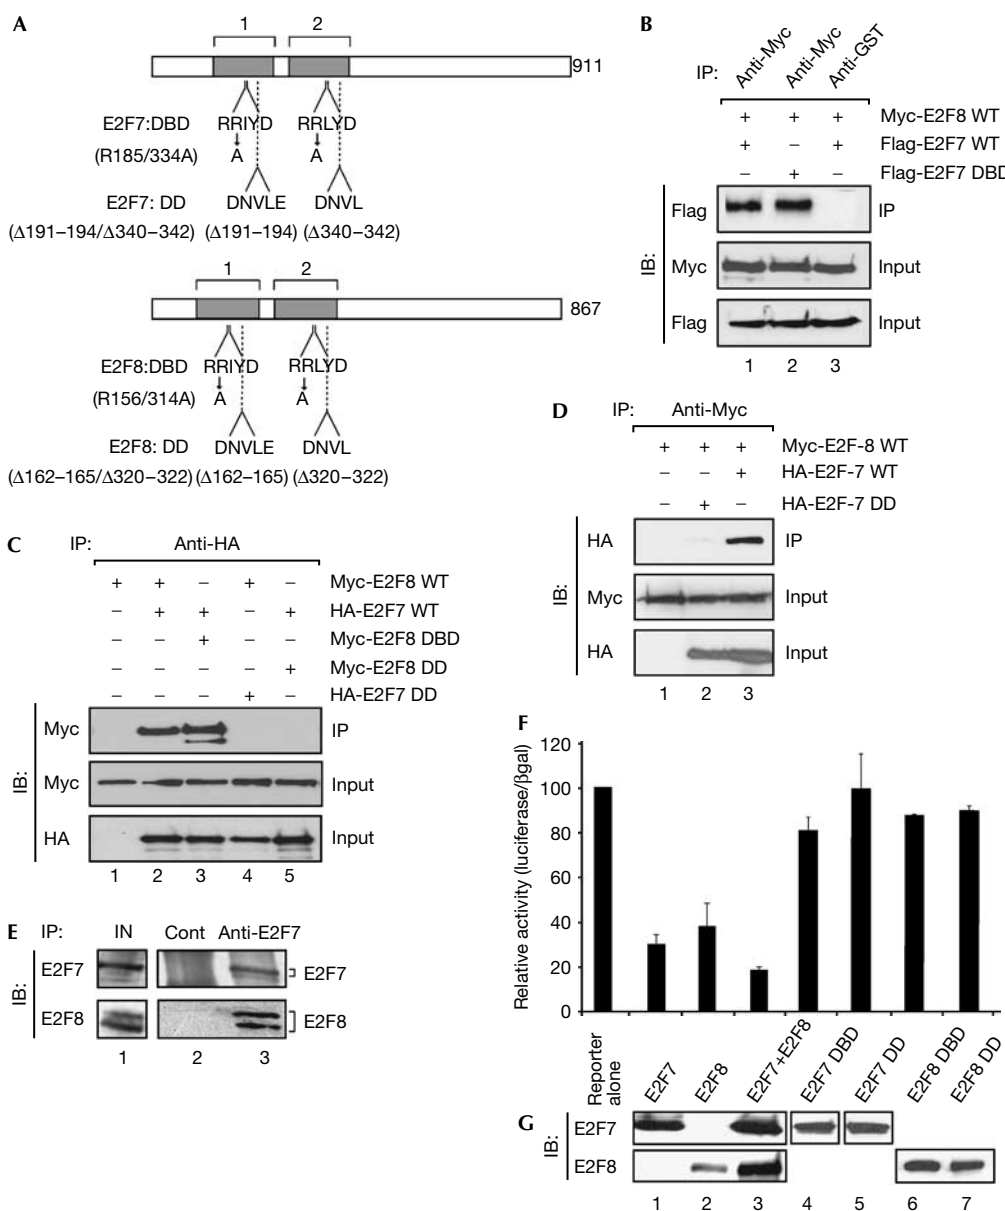 A
1 2
911
E2F7:DBD RRIYD RRLYD
(R185/334A) A A
E2F7: DD DNVLE DNVL
(Δ191–194/Δ340–342) (Δ191–194) (Δ340–342)
1 2
867
E2F8:DBD RRIYD RRLYD
(R156/314A) A A
E2F8: DD DNVLE DNVL
(Δ162–165/Δ320–322) (Δ162–165) (Δ320–322)
B
IP: Anti-Myc Anti-Myc Anti-GST
+ + + Myc-E2F8 WT
+ – + Flag-E2F7 WT
– + – Flag-E2F7 DBD
IB:
Flag IP
Myc Input
Flag Input
1 2 3
C
IP: Anti-HA
+ + – + – Myc-E2F8 WT
– + + – + HA-E2F7 WT
– – + – – Myc-E2F8 DBD
– – – – + Myc-E2F8 DD
– – – + – HA-E2F7 DD
IB:
Myc IP
Myc Input
HA Input
1 2 3 4 5
D
IP: Anti-Myc
+ + + Myc-E2F-8 WT
– – + HA-E2F-7 WT
– + – HA-E2F-7 DD
IB:
HA IP
Myc Input
HA Input
1 2 3
E
IP: IN Cont Anti-E2F7
IB:
E2F7 E2F7
E2F8 E2F8
1 2 3
F
Relative activity (luciferase/βgal)
120
100
80
60
40
20
0
Reporter alone
E2F7
E2F8
E2F7+E2F8
E2F7 DBD
E2F7 DD
E2F8 DBD
E2F8 DD
G
IB:
E2F7
E2F8
1 2 3 4 5 6 7